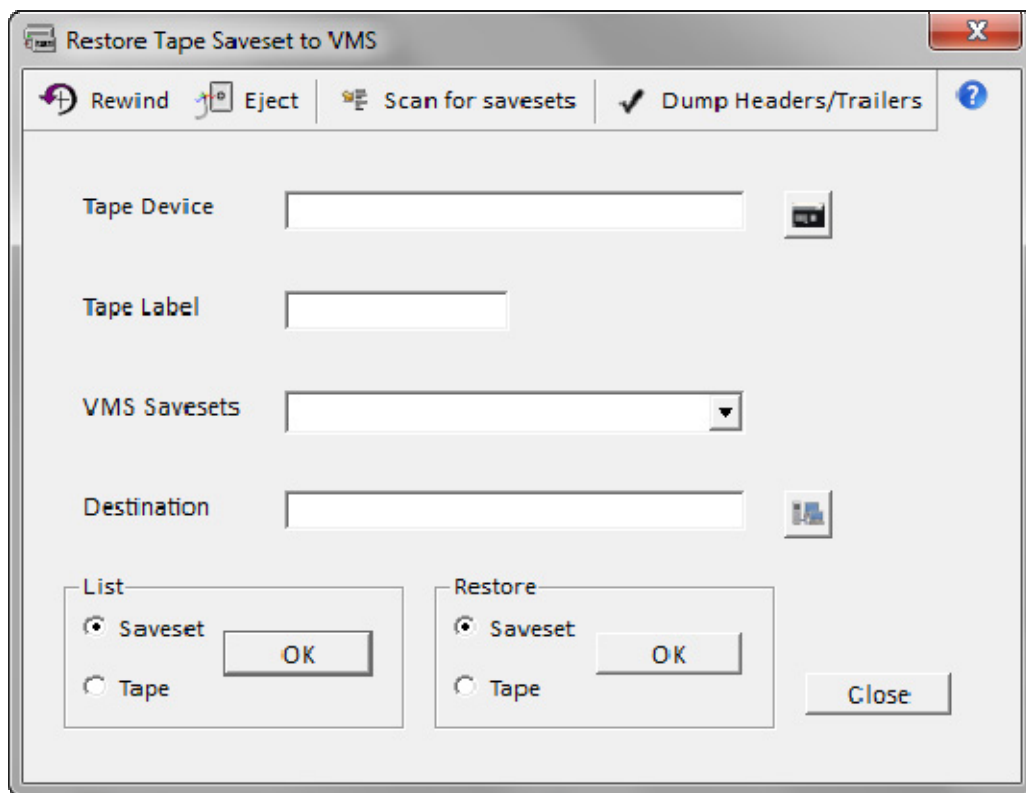 Restore Tape Saveset to VMS
Rewind Eject Scan for savesets Dump Headers/Trailers ?
Tape Device
Tape Label
VMS Savesets
Destination
List
Saveset
OK
Tape
Restore
Saveset
OK
Tape
Close